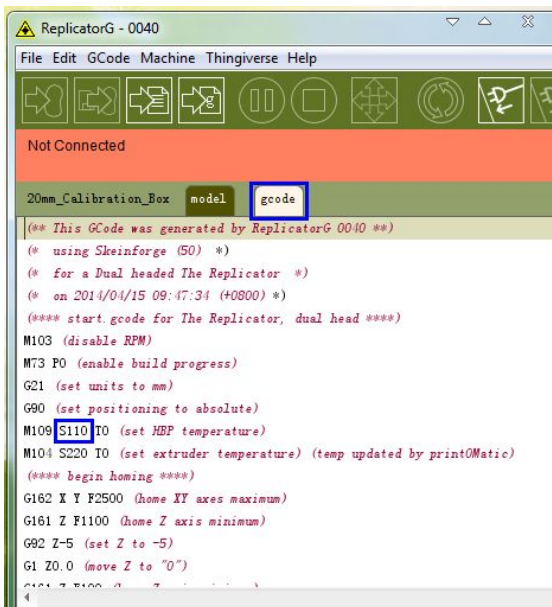 ReplicatorG - 0040
File Edit GCode Machine Thingiverse Help
Not Connected
20mm_Calibration_Box model gcode
(** This GCode was generated by ReplicatorG 0040 **)
(* using Skeinforge (50) *)
(* for a Dual headed The Replicator *)
(* on 2014/04/15 09:47:34 (+0800) *)
(**** start.gcode for The Replicator, dual head ****)
M103 (disable RPM)
M73 P0 (enable build progress)
G21 (set units to mm)
G90 (set positioning to absolute)
M109 S110 T0 (set HBP temperature)
M104 S220 T0 (set extruder temperature) (temp updated by printOMatic)
(**** begin homing ****)
G162 X Y F2500 (home XY axes maximum)
G161 Z F1100 (home Z axis minimum)
G92 Z-5 (set Z to -5)
G1 Z0.0 (move Z to "0")